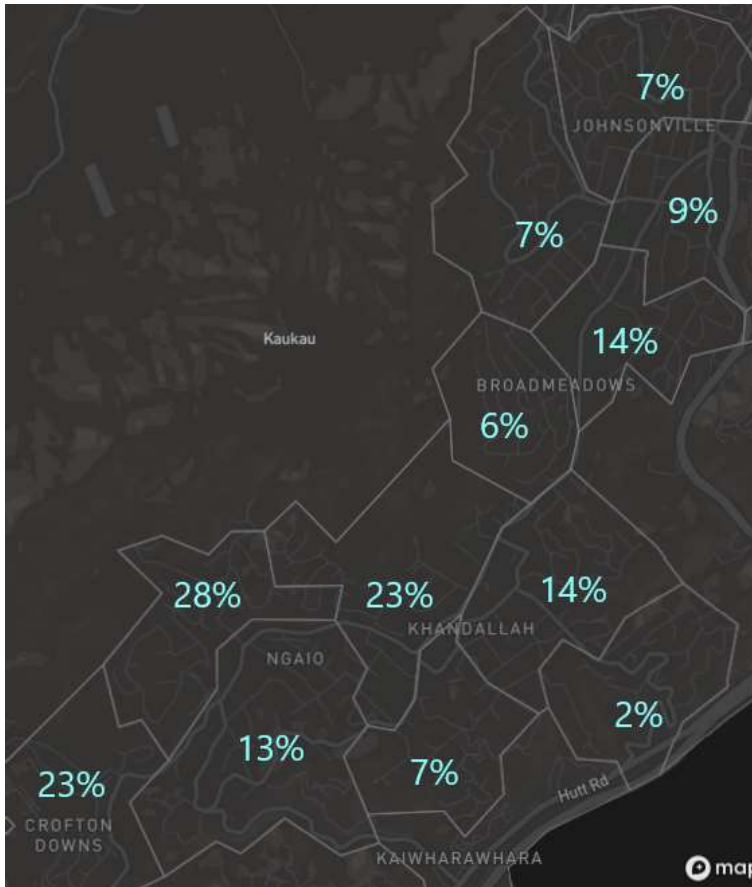 7%
JOHNSONVILLE
9%
7%
Kaukau
14%
BROADMEADOWS
6%
28%
23%
14%
KHANDALLAH
NGAIO
2%
13%
7%
23%
Hutt Rd
CROFTON
DOWNS
KAIWHARAWHARA
map